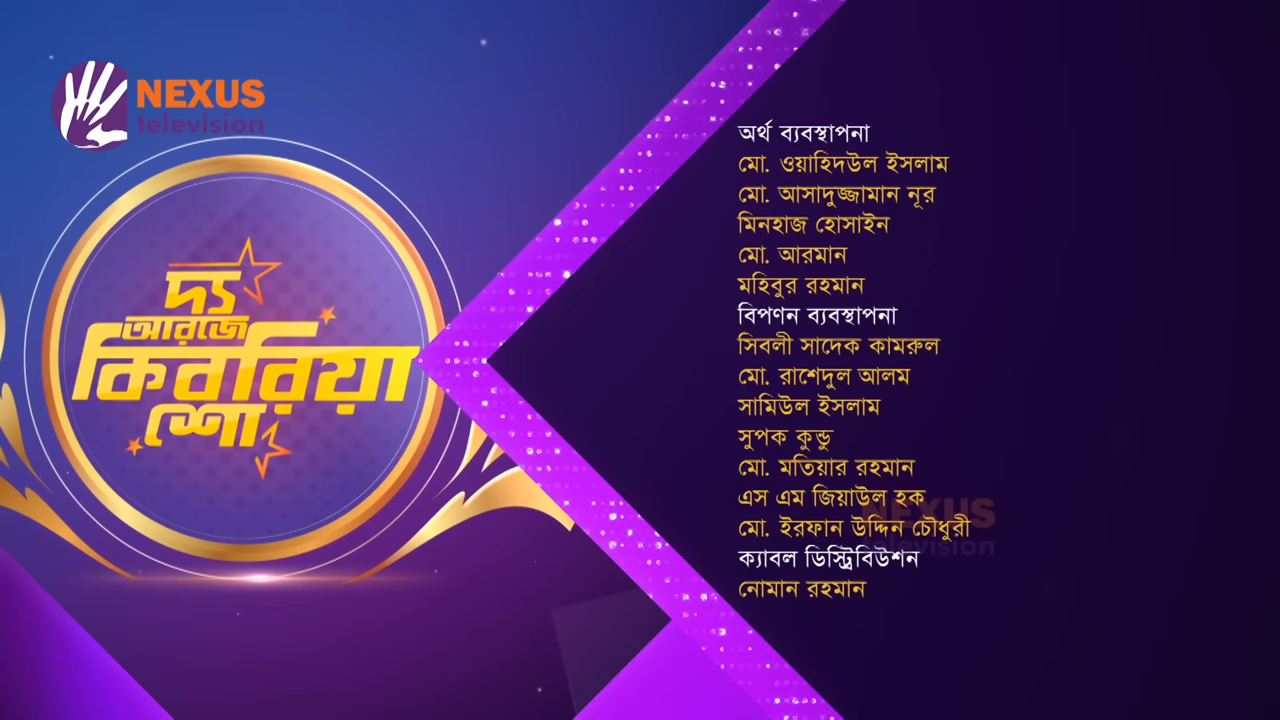 NEXUS
television
দ্য
আরজে
কিবরিয়া
শো
অর্থ ব্যবস্থাপনা
মো. ওয়াহিদউল ইসলাম
মো. আসাদুজ্জামান নূর
মিনহাজ হোসাইন
মো. আরমান
মহিবুর রহমান
বিপণন ব্যবস্থাপনা
সিবলী সাদেক কামরুল
মো. রাশেদুল আলম
সামিউল ইসলাম
সুপক কুন্ডু
মো. মতিয়ার রহমান
এস এম জিয়াউল হক
মো. ইরফান উদ্দিন চৌধুরী
ক্যাবল ডিস্ট্রিবিউশন
নোমান রহমান
NEXUS
television